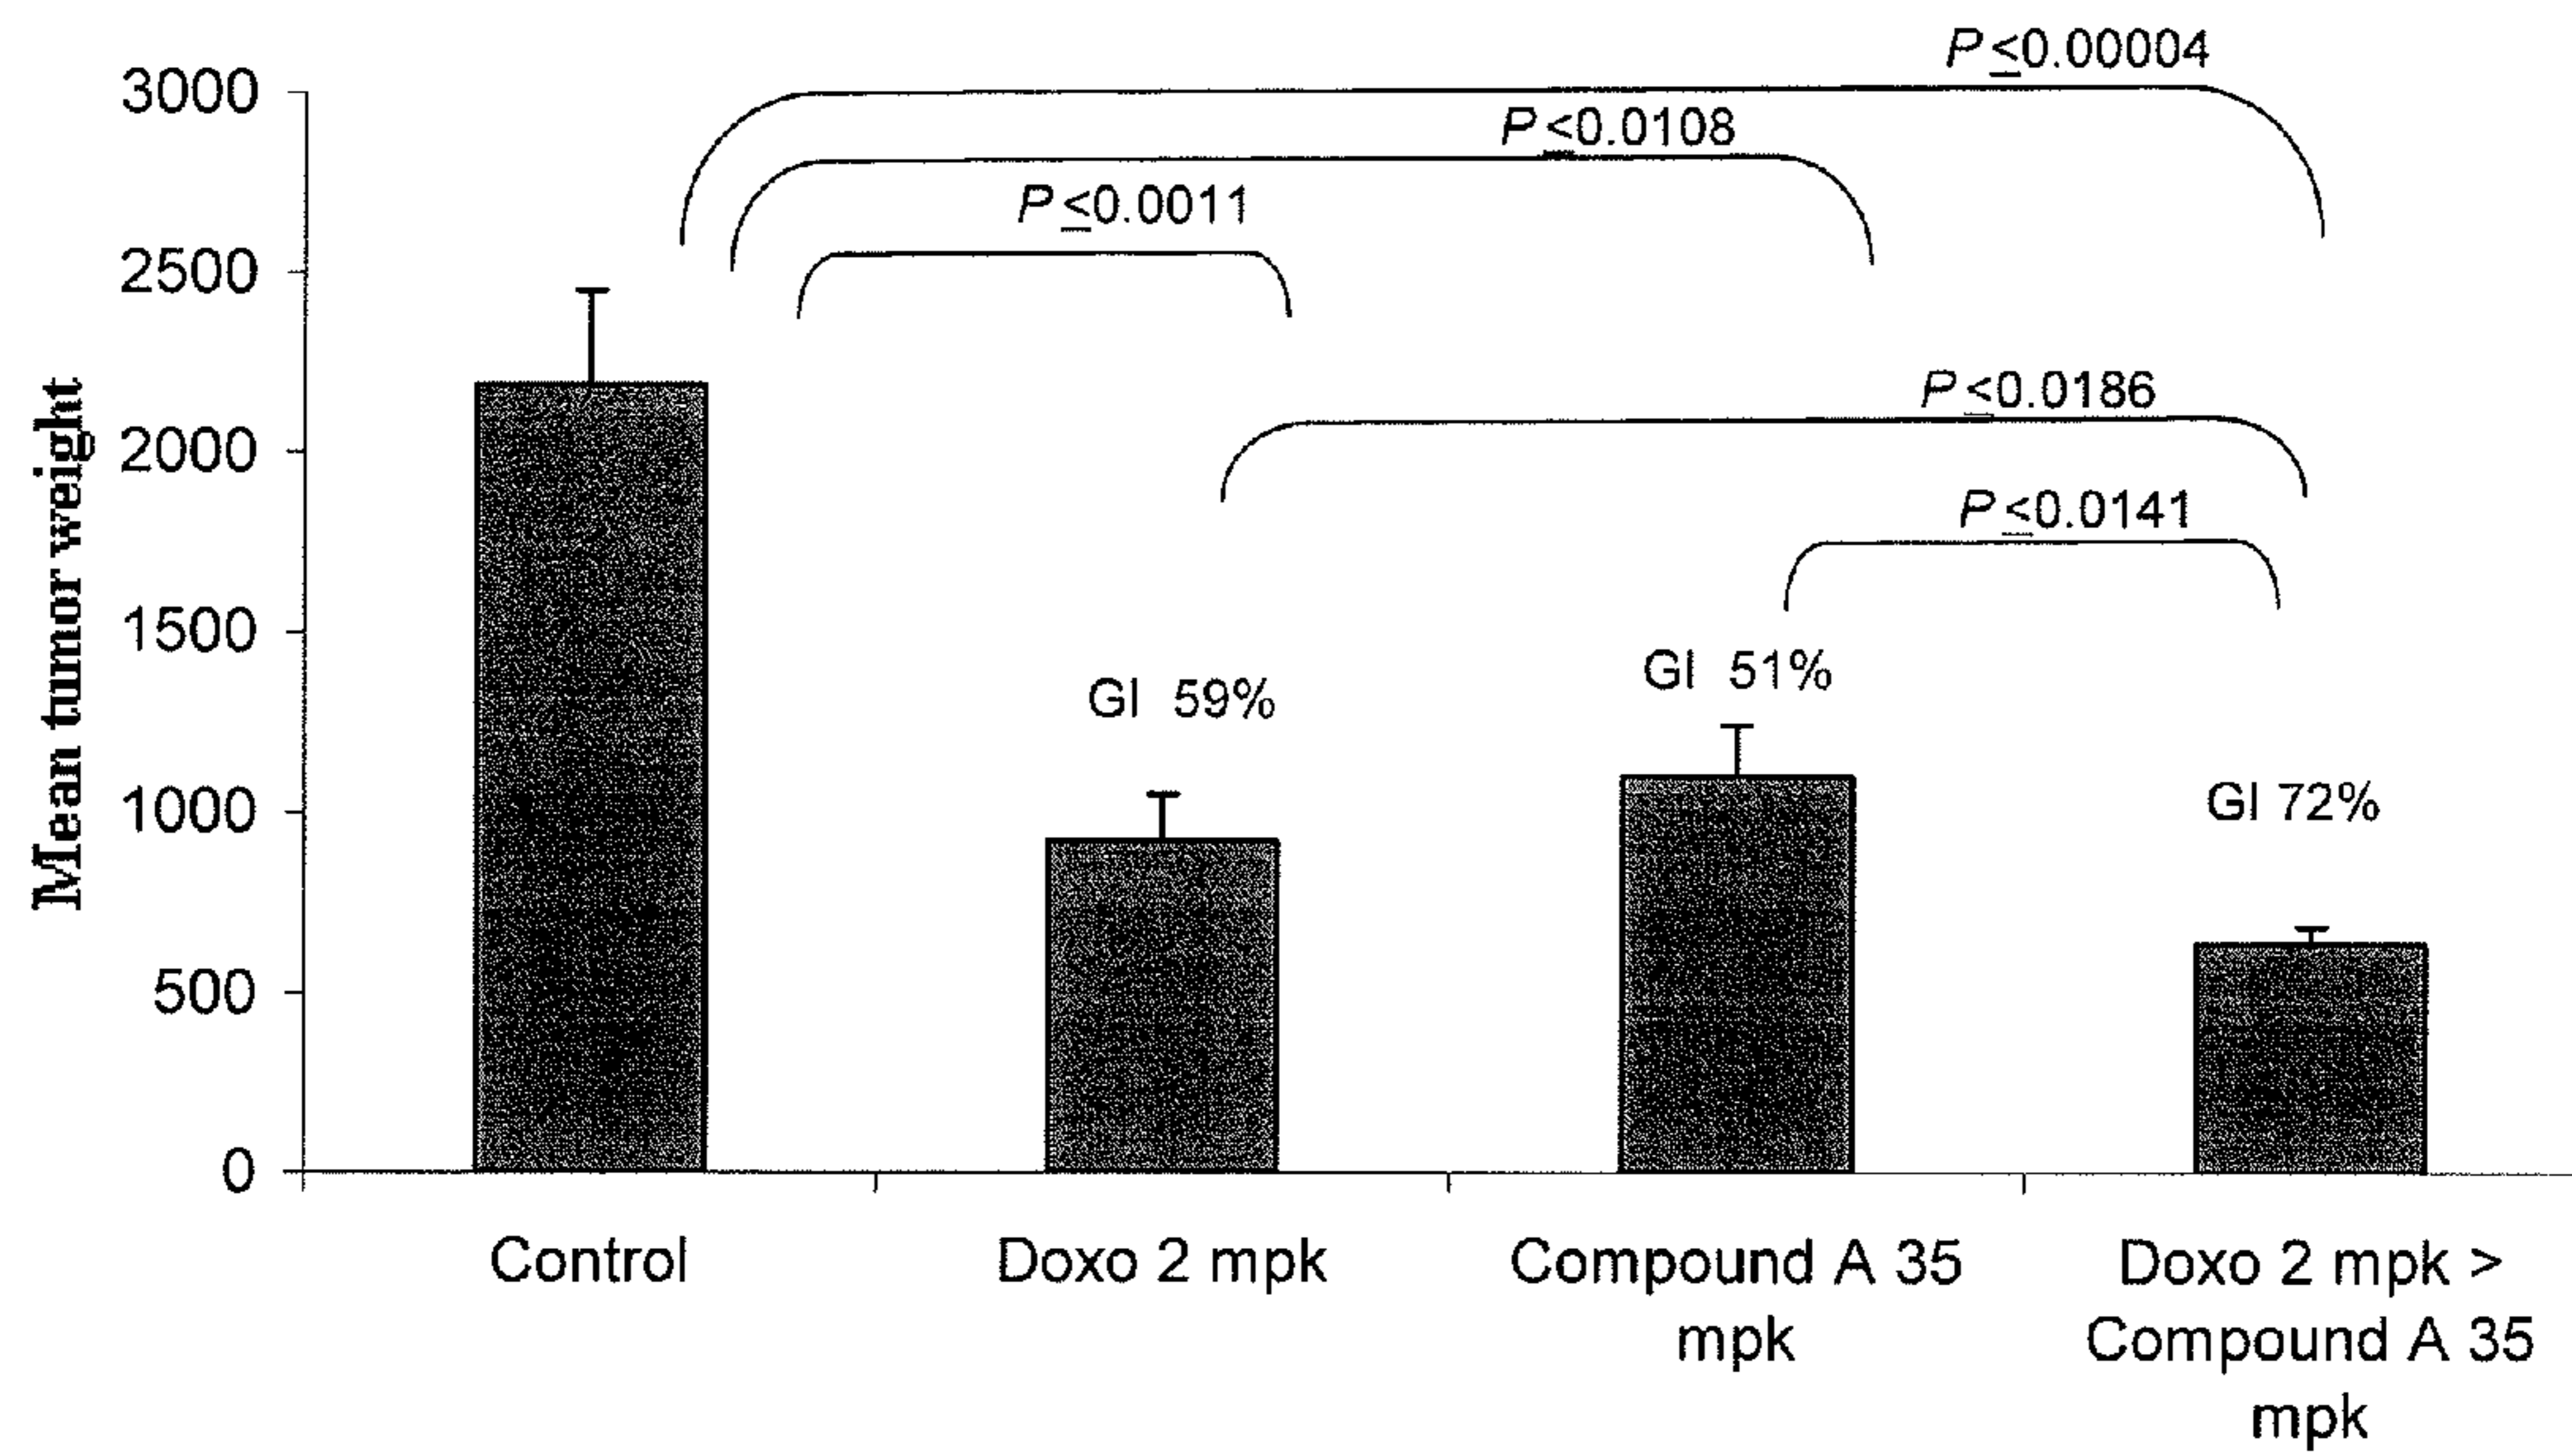 P ≤0.00004
3000
P ≤0.0108
P ≤0.0011
2500
P ≤0.0186
2000
Mean tumor weight
P ≤0.0141
1500
GI 59%
GI 51%
1000
GI 72%
500
0
Control
Doxo 2 mpk
Compound A 35
mpk
Doxo 2 mpk >
Compound A 35
mpk